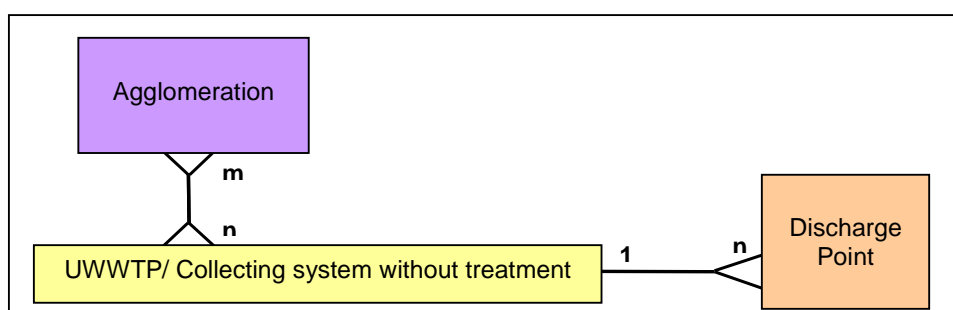 Agglomeration
m
n
UWWTP/ Collecting system without treatment
1
n
Discharge
Point